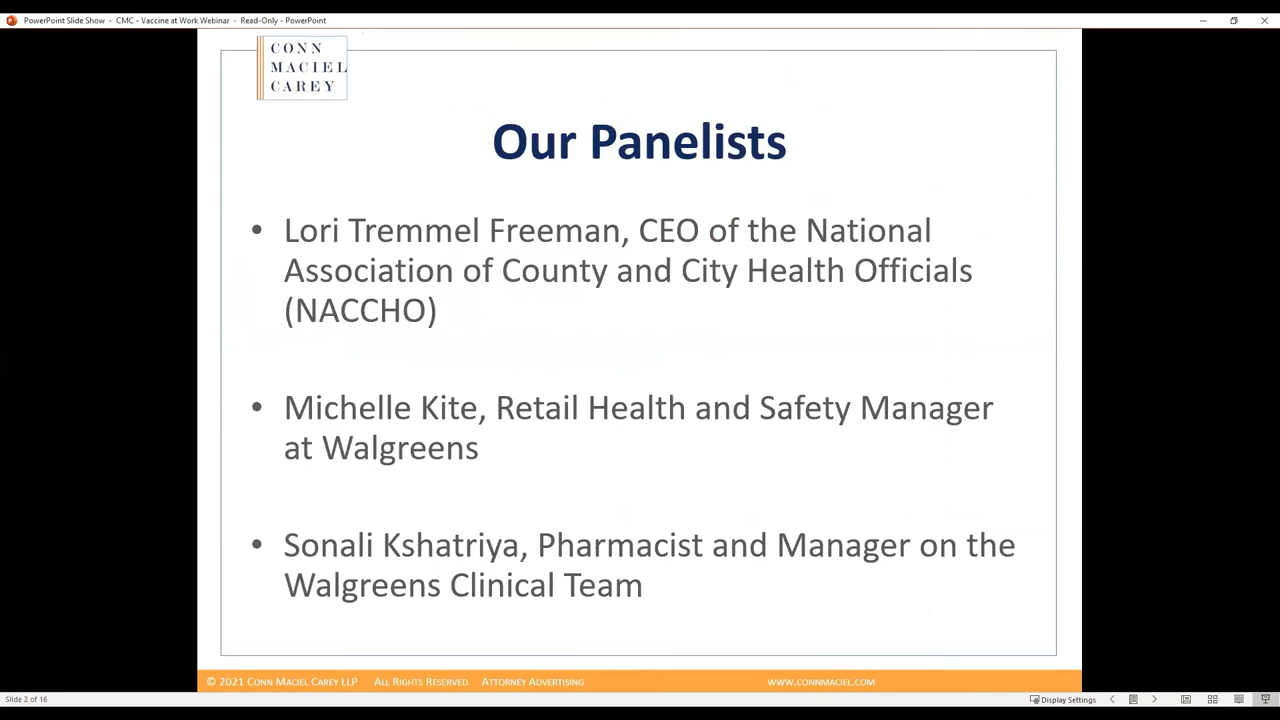 PowerPoint Slide Show - CMC - Vaccine at Work Webinar - Read-Only - PowerPoint
CONN
MACIEL
CAREY
Our Panelists
• Lori Tremmel Freeman, CEO of the National
Association of County and City Health Officials
(NACCHO)
• Michelle Kite, Retail Health and Safety Manager
at Walgreens
• Sonali Kshatriya, Pharmacist and Manager on the
Walgreens Clinical Team
© 2021 CONN MACIEL CAREY LLP ALL RIGHTS RESERVED ATTORNEY ADVERTISING WWW.CONNMACIEL.COM
Slide 2 of 16 Display Settings